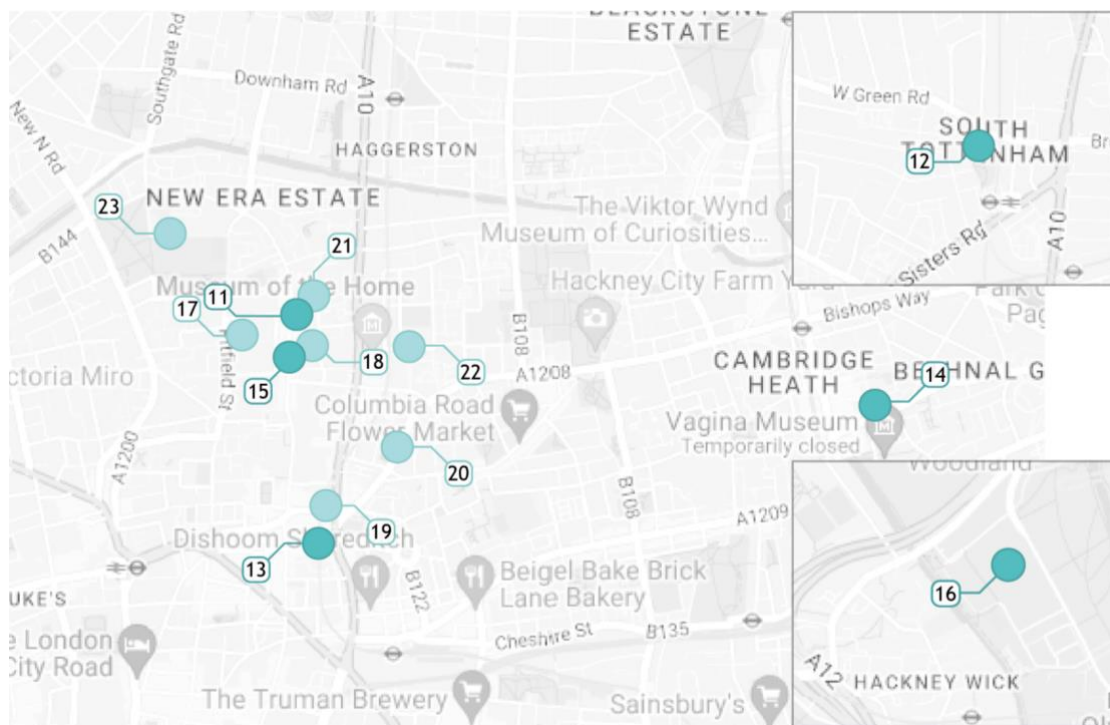 BLACKSTONE
ESTATE
Southgate Rd
Downham Rd
A10
New N Rd
HAGGERSTON
W Green Rd
SOUTH
TOTTENHAM
12
Sisters Rd
A10
NEW ERA ESTATE
23
B144
21
The Viktor Wynd
Museum of Curiosities...
Museum of the Home
11
17
Hackney City Farm Yard
Bishops Way
18
15
22
B108
A1208
CAMBRIDGE
HEATH
14
Columbia Road
Flower Market
Vagina Museum
Temporarily closed
Woodland
A1200
20
B108
A1209
19
Dishoom Shoreditch
13
B122
Beigel Bake Brick
Lane Bakery
16
Cheshire St
B135
City Road
The Truman Brewery
Sainsbury's
A12
HACKNEY WICK